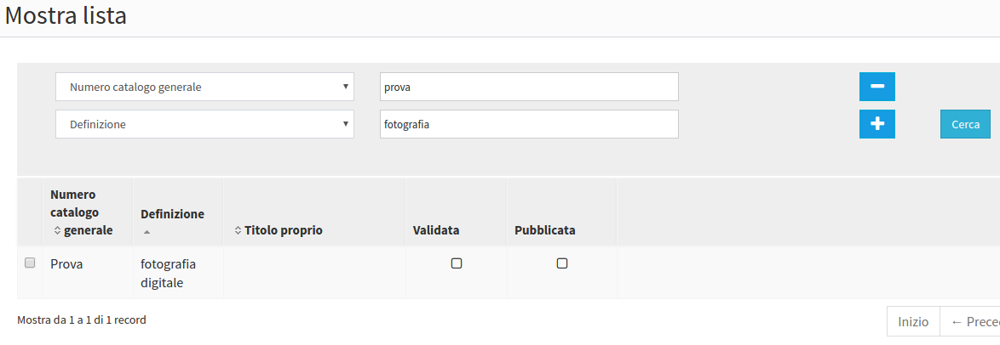 Mostra lista
Numero catalogo generale prova
Definizione fotografia Cerca
Numero
catalogo
generale Definizione Titolo proprio Validata Pubblicata
Prova fotografia
digitale
Mostra da 1 a 1 di 1 record Inizio ← Prece